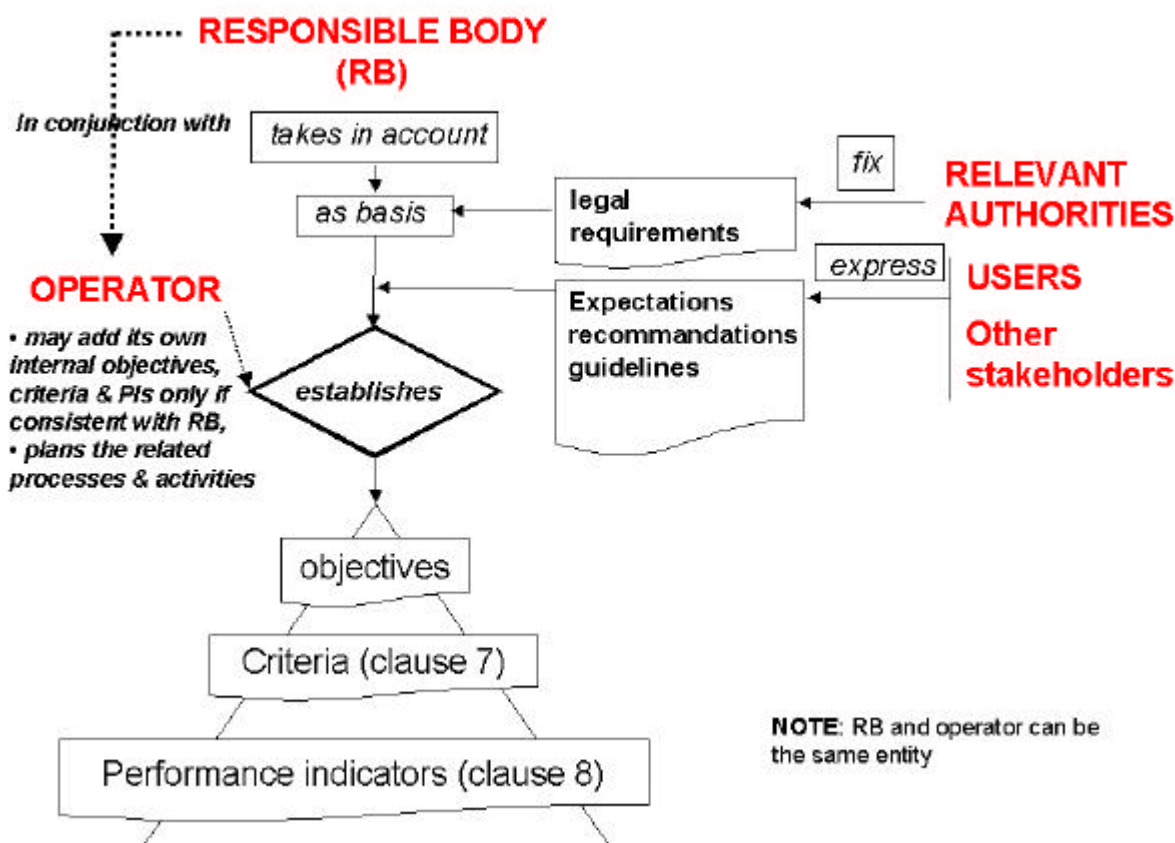 RESPONSIBLE BODY
(RB)
In conjunction with
takes in account
as basis
legal
requirements
fix
RELEVANT
AUTHORITIES
express
USERS
Other
stakeholders
Expectations
recommandations
guidelines
OPERATOR
• may add its own
internal objectives,
criteria & PIs only if
consistent with RB,
• plans the related
processes & activities
establishes
objectives
Criteria (clause 7)
Performance indicators (clause 8)
NOTE: RB and operator can be
the same entity